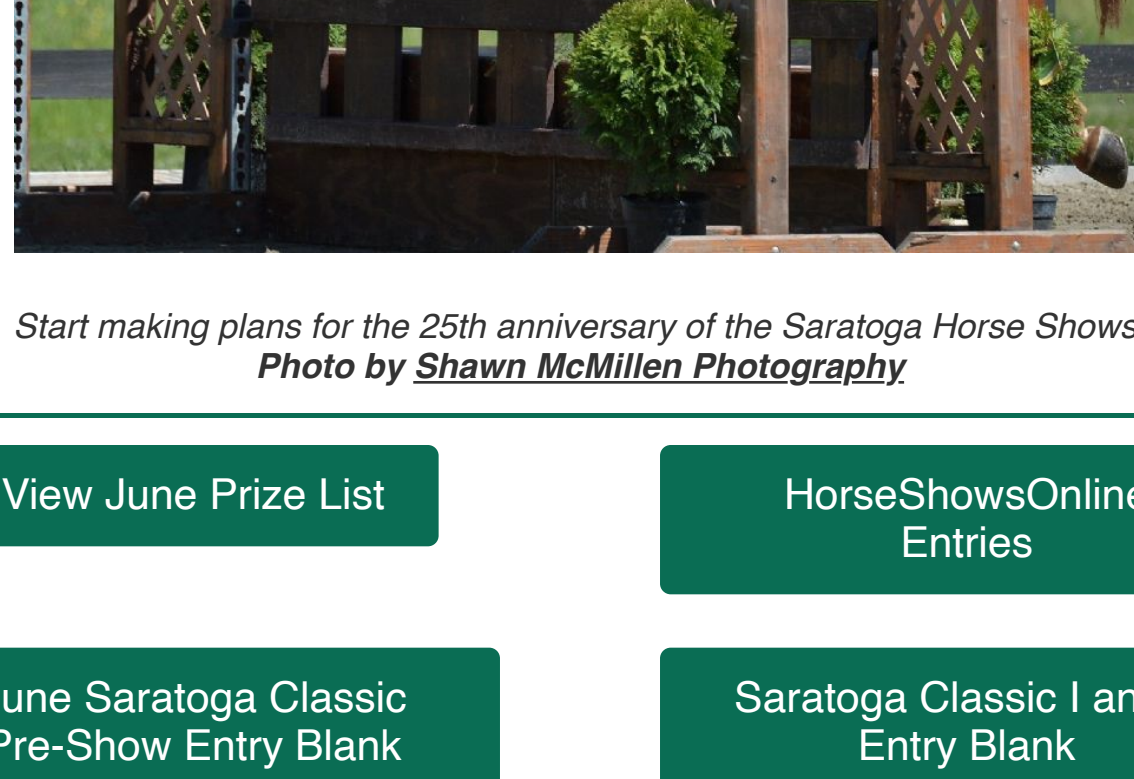 Start making plans for the 25th anniversary of the Saratoga Horse Shows
Photo by Shawn McMillen Photography
View June Prize List
HorseShowsOnline
Entries
une Saratoga Classic
Pre-Show Entry Blank
Saratoga Classic I an
Entry Blank